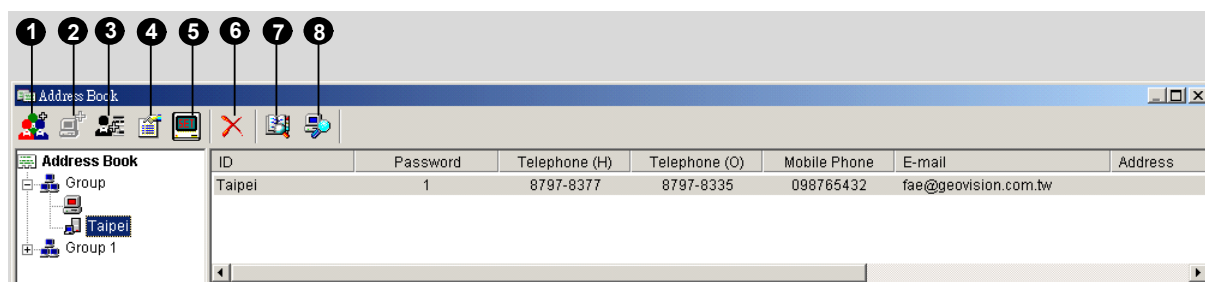 1 2 3 4 5 6 7 8
Address Book
Address Book
ID Password Telephone (H) Telephone (O) Mobile Phone E-mail Address
Group
Taipei 1 8797-8377 8797-8335 098765432 fae@geovision.com.tw
Taipei
Group 1